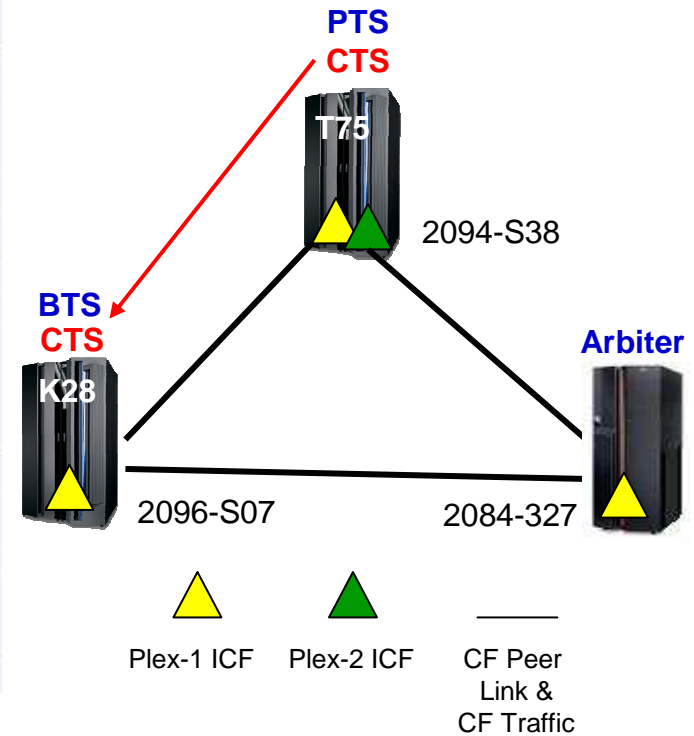 PTS
CTS
T75
2094-S38
BTS
CTS
K28
Arbiter
2096-S07
2084-327
Plex-1 ICF
Plex-2 ICF
CF Peer
Link &
CF Traffic